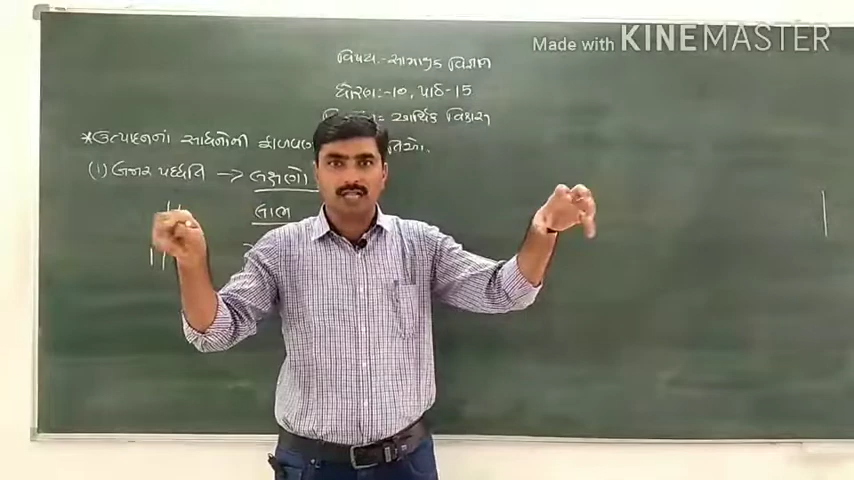 Made with KINEMASTER
વિષય:- સામાજીક વિજ્ઞાન
ધોરણ:-10, પાઠ-15
આર્થિક વિકાસ
*ઉત્પાદનનાં સાધનોની
(1) બજાર પદ્ધતિ → લક્ષણો
લાભ